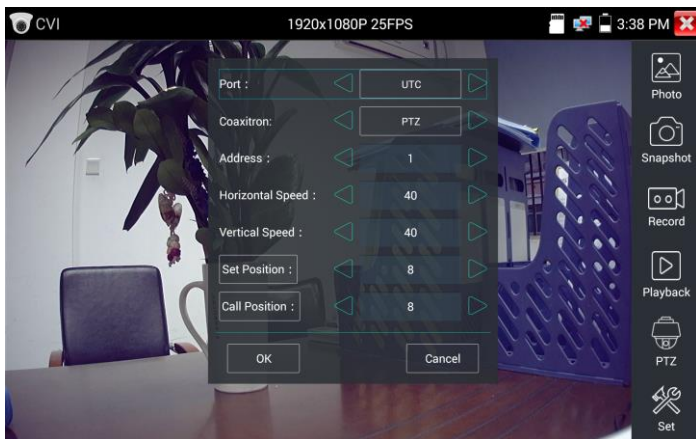 CVI 1920x1080P 25FPS 3:38 PM
Port : UTC
Coaxitron: PTZ
Address : 1
Horizontal Speed : 40
Vertical Speed : 40
Set Position : 8
Call Position : 8
OK Cancel
Photo
Snapshot
Record
Playback
PTZ
Set